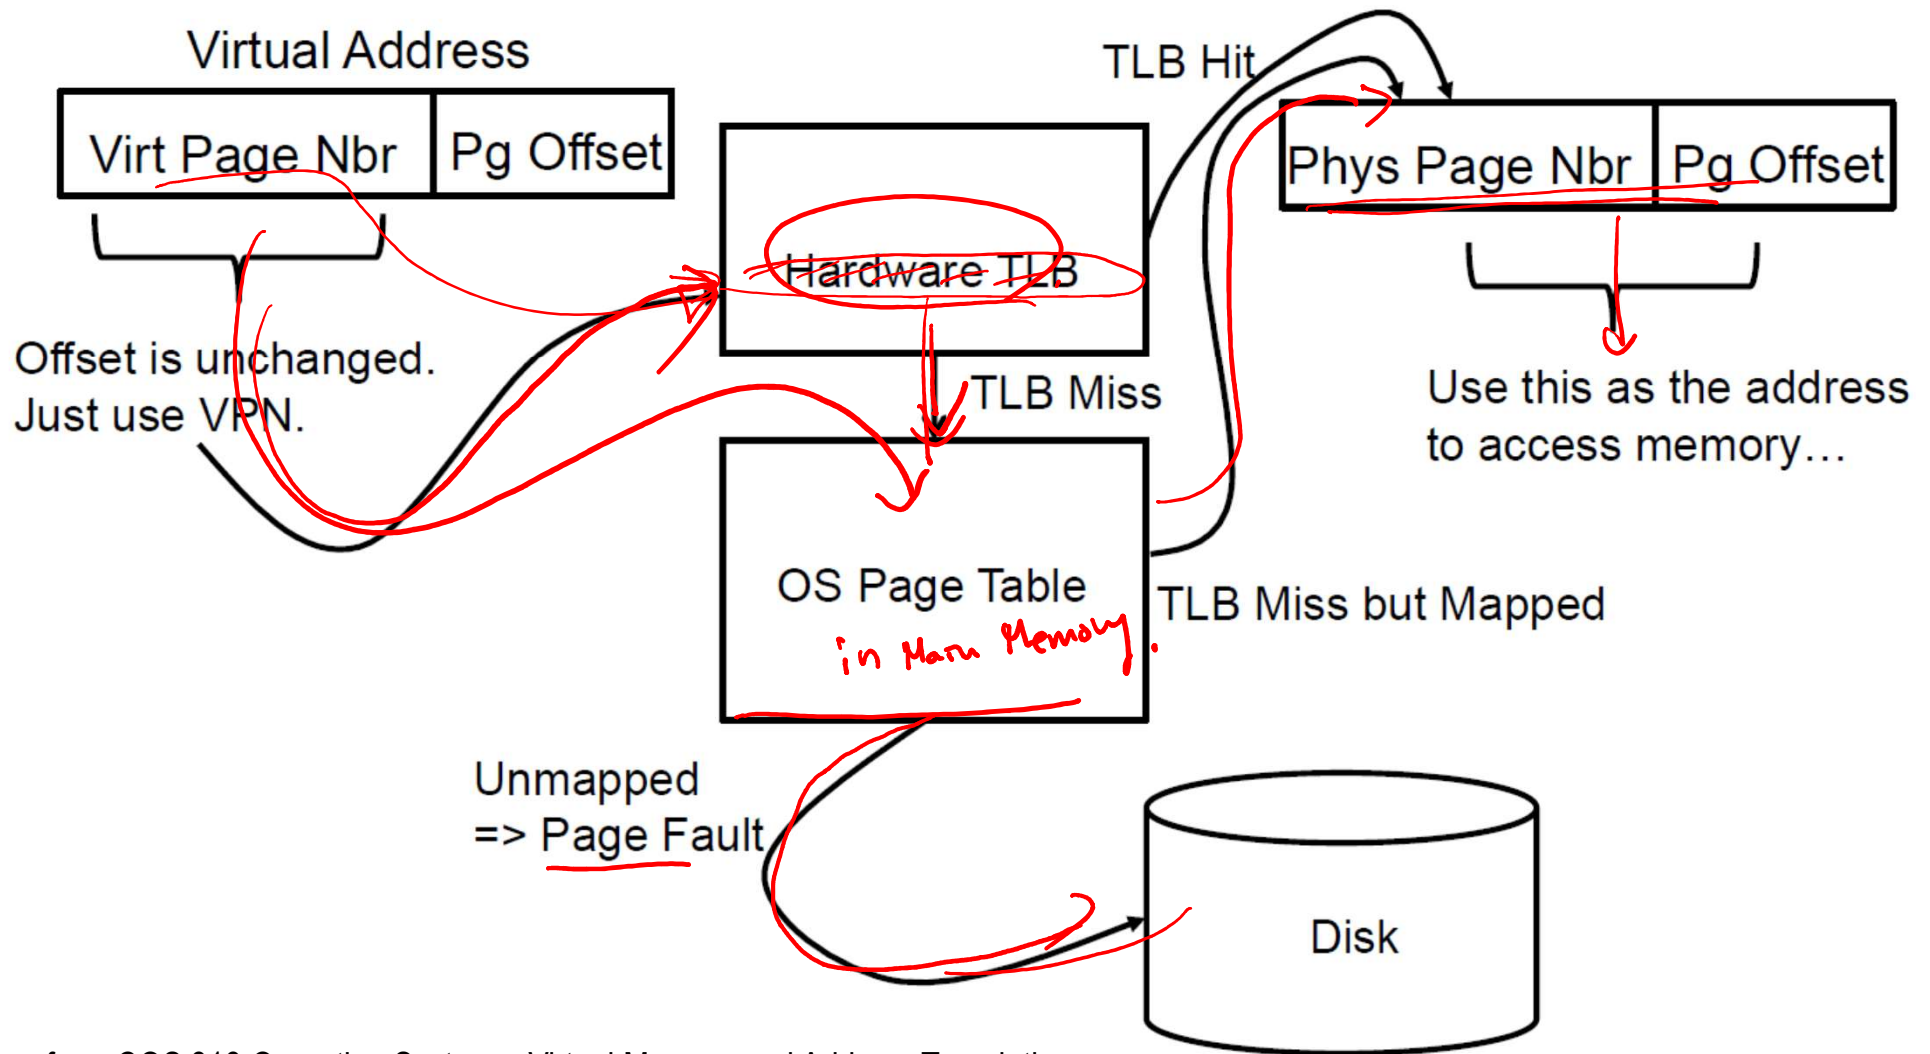 Virtual Address
Virt Page Nbr
Pg Offset
TLB Hit
Phys Page Nbr
Pg Offset
Hardware TLB
Offset is unchanged.
Just use VPN.
TLB Miss
Use this as the address
to access memory...
OS Page Table
in Main Memory.
TLB Miss but Mapped
Unmapped
=> Page Fault
Disk